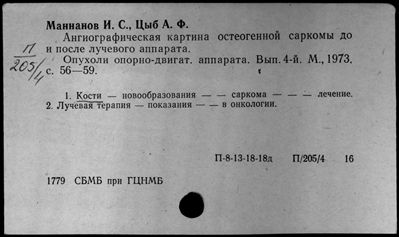 Маннанов И. С., Цыб А. Ф.
Ангиографическая картина остеогенной саркомы до
П и после лучевого аппарата.
205/4 Опухоли опорно-двигат. аппарата. Вып. 4-й. М., 1973.
с. 56—59.
1. Кости — новообразования — — саркома — — — лечение.
2. Лучевая терапия — показания — — в онкологии.
П-8-13-18-18д П/205/4 16
1779 СБМБ при ГЦНМБ